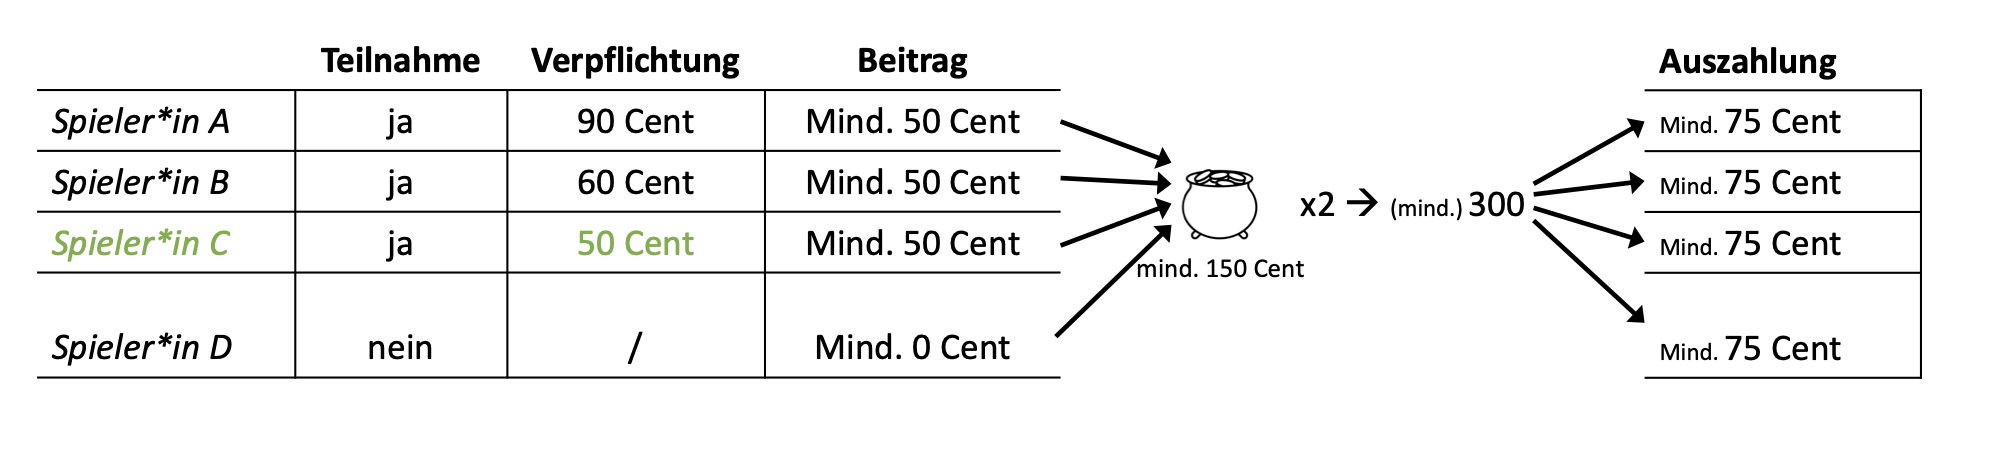 Teilnahme Verpflichtung Beitrag Auszahlung
Spieler*in A ja 90 Cent Mind. 50 Cent Mind. 75 Cent
Spieler*in B ja 60 Cent Mind. 50 Cent Mind. 75 Cent
x2 → (mind.) 300
Spieler*in C ja 50 Cent Mind. 50 Cent Mind. 75 Cent
mind. 150 Cent
Spieler*in D nein / Mind. 0 Cent Mind. 75 Cent